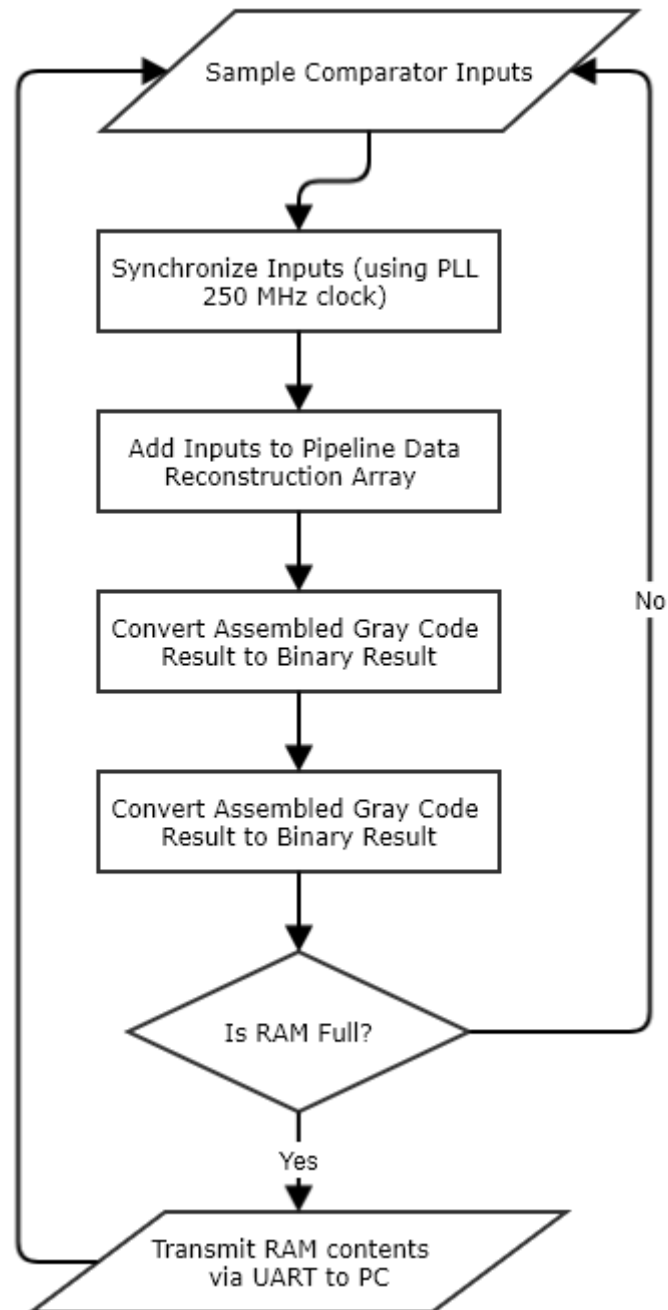 Sample Comparator Inputs
Synchronize Inputs (using PLL
250 MHz clock)
Add Inputs to Pipeline Data
Reconstruction Array
Convert Assembled Gray Code
Result to Binary Result
Convert Assembled Gray Code
Result to Binary Result
Is RAM Full?
No
Yes
Transmit RAM contents
via UART to PC